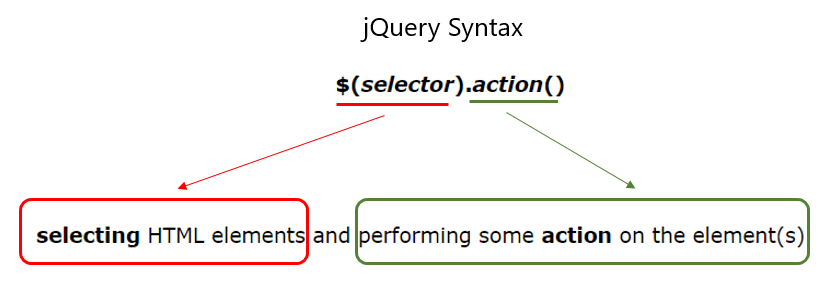 jQuery Syntax
$(selector).action()
selecting HTML elements and performing some action on the element(s)